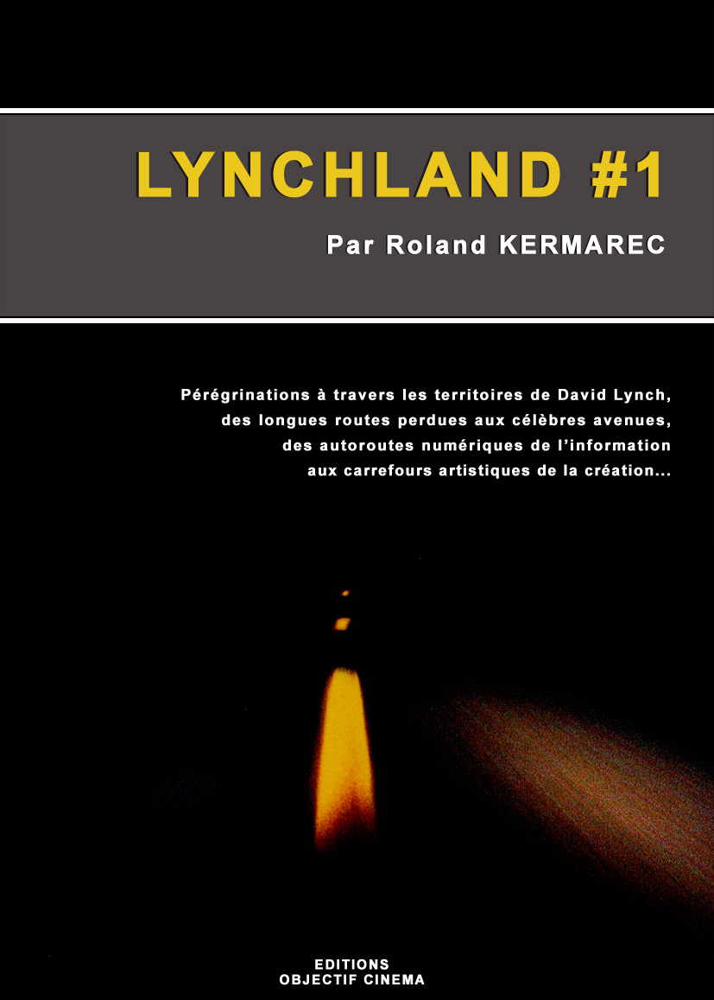 LYNCHLAND #1
Par Roland KERMAREC
Pérégrinations à travers les territoires de David Lynch,
des longues routes perdues aux célèbres avenues,
des autoroutes numériques de l’information
aux carrefours artistiques de la création...
EDITIONS
OBJECTIF CINEMA